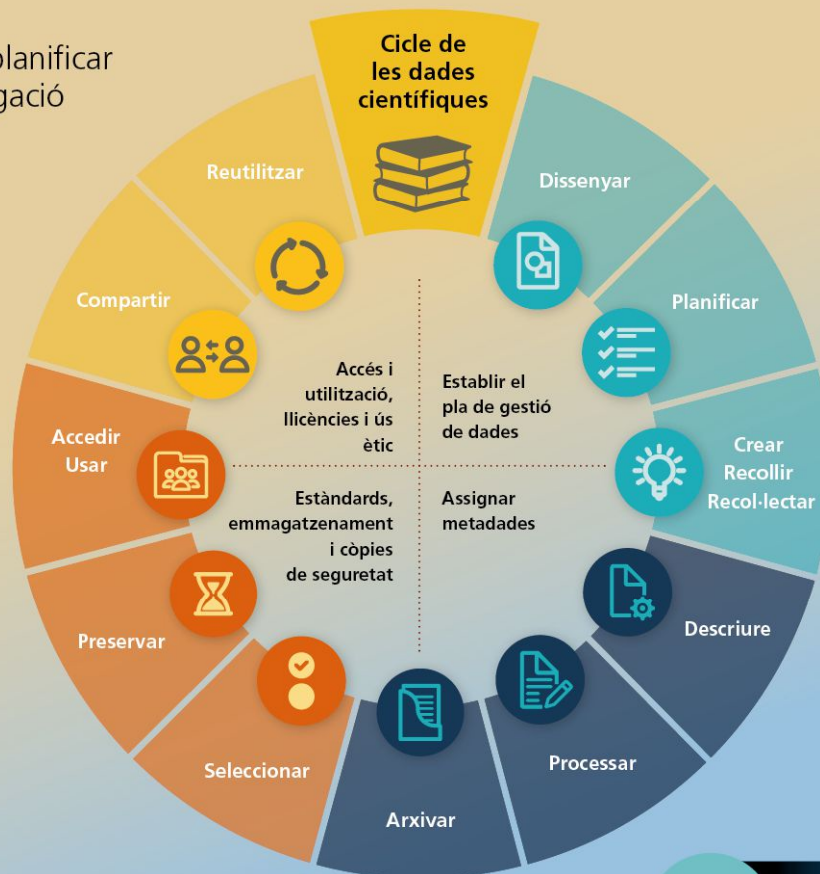 planificar
Cicle de
les dades
científiques
Dissenyar
Planificar
Crear
Recollir
Recol·lectar
Descriure
Processar
Arxivar
Seleccionar
Preservar
Accedir
Usar
Compartir
Reutilitzar
Accés i
utilització,
llicències i ús
ètic
Establir el
pla de gestió
de dades
Estàndards,
emmagatzenament
i còpies
de seguretat
Assignar
metadades